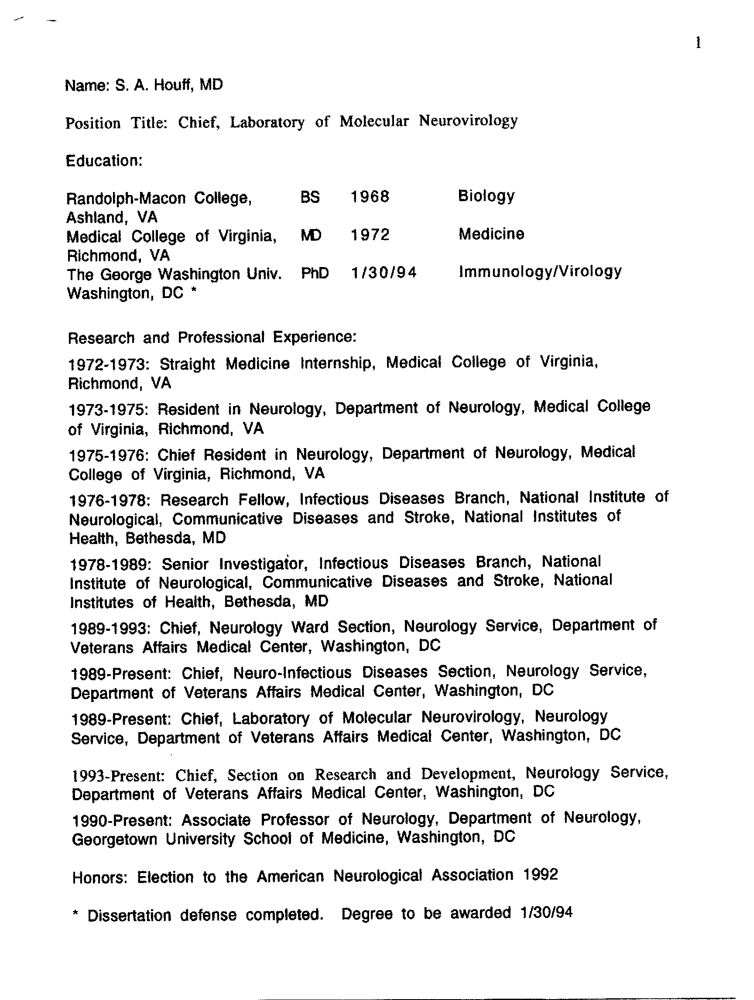 1
Name: S. A. Houff, MD
Position Title: Chief, Laboratory of Molecular Neurovirology
Education:
Randolph-Macon College, BS 1968 Biology
Ashland, VA
Medical College of Virginia, MD 1972 Medicine
Richmond, VA
The George Washington Univ. PhD 1/30/94 Immunology/Virology
Washington, DC *
Research and Professional Experience:
1972-1973: Straight Medicine Internship, Medical College of Virginia,
Richmond, VA
1973-1975: Resident in Neurology, Department of Neurology, Medical College
of Virginia, Richmond, VA
1975-1976: Chief Resident in Neurology, Department of Neurology, Medical
College of Virginia, Richmond, VA
1976-1978: Research Fellow, Infectious Diseases Branch, National Institute of
Neurological, Communicative Diseases and Stroke, National Institutes of
Health, Bethesda, MD
1978-1989: Senior Investigator, Infectious Diseases Branch, National
Institute of Neurological, Communicative Diseases and Stroke, National
Institutes of Health, Bethesda, MD
1989-1993: Chief, Neurology Ward Section, Neurology Service, Department of
Veterans Affairs Medical Center, Washington, DC
1989-Present: Chief, Neuro-Infectious Diseases Section, Neurology Service,
Department of Veterans Affairs Medical Center, Washington, DC
1989-Present: Chief, Laboratory of Molecular Neurovirology, Neurology
Service, Department of Veterans Affairs Medical Center, Washington, DC
1993-Present: Chief, Section on Research and Development, Neurology Service,
Department of Veterans Affairs Medical Center, Washington, DC
1990-Present: Associate Professor of Neurology, Department of Neurology,
Georgetown University School of Medicine, Washington, DC
Honors: Election to the American Neurological Association 1992
* Dissertation defense completed. Degree to be awarded 1/30/94